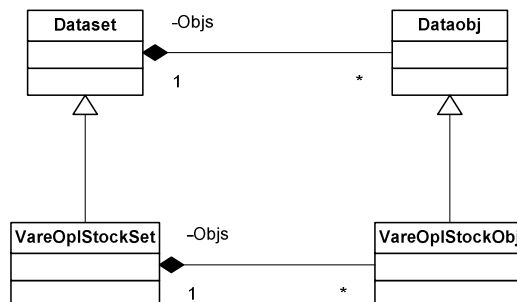 Dataset
-Objs
Dataobj
1
*
VareOplStockSet
-Objs
VareOplStockObj
1
*